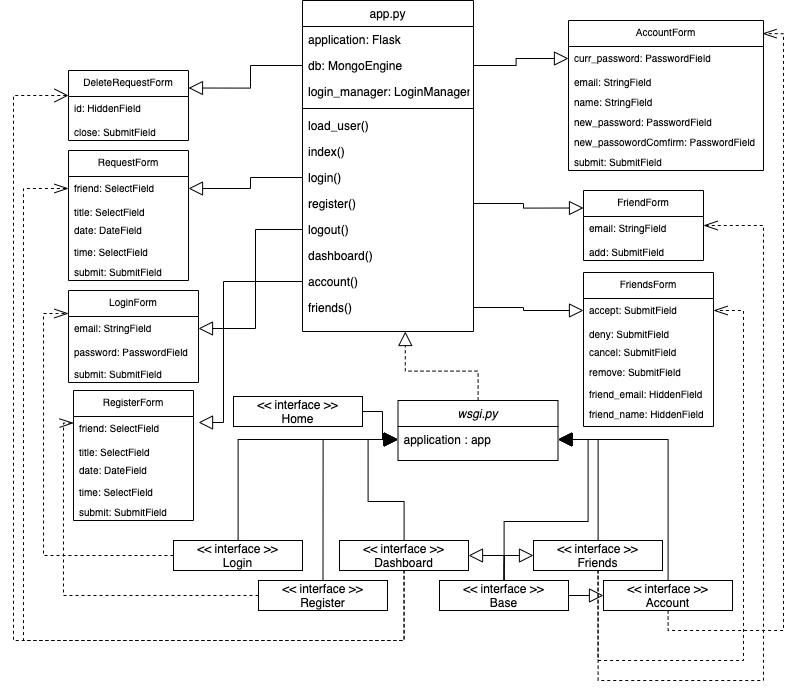 app.py
application: Flask
db: MongoEngine
login_manager: LoginManager
load_user()
index()
login()
register()
logout()
dashboard()
account()
friends()
DeleteRequestForm
id: HiddenField
close: SubmitField
RequestForm
friend: SelectField
title: SelectField
date: DateField
time: SelectField
submit: SubmitField
LoginForm
email: StringField
password: PasswordField
submit: SubmitField
RegisterForm
friend: SelectField
title: SelectField
date: DateField
time: SelectField
submit: SubmitField
AccountForm
curr_password: PasswordField
email: StringField
name: StringField
new_password: PasswordField
new_passowordComfirm: PasswordField
submit: SubmitField
FriendForm
email: StringField
add: SubmitField
FriendsForm
accept: SubmitField
deny: SubmitField
cancel: SubmitField
remove: SubmitField
friend_email: HiddenField
friend_name: HiddenField
<< interface >>
Home
wsgi.py
application : app
<< interface >>
Login
<< interface >>
Dashboard
<< interface >>
Friends
<< interface >>
Register
<< interface >>
Base
<< interface >>
Account